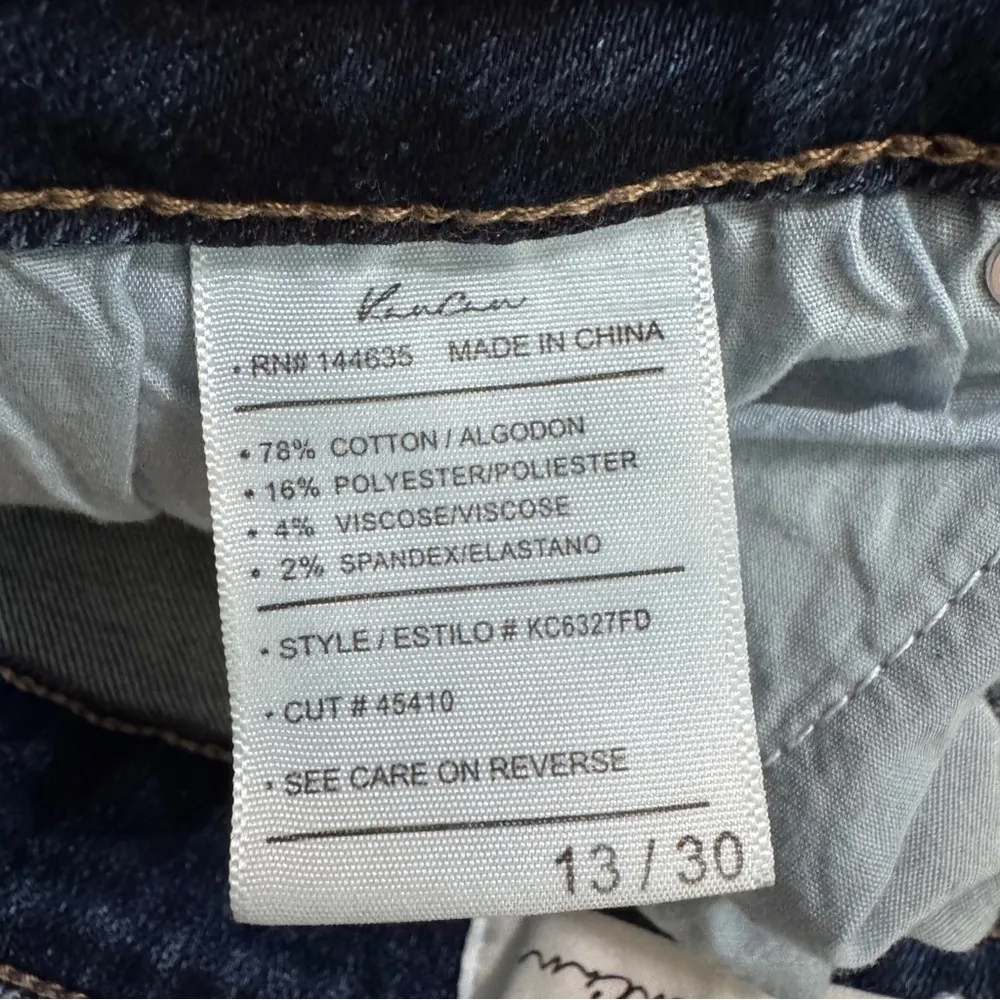 KanCan
• RN# 144635 MADE IN CHINA
• 78% COTTON / ALGODON
• 16% POLYESTER/POLIESTER
• 4% VISCOSE/VISCOSE
• 2% SPANDEX/ELASTANO
• STYLE / ESTILO # KC6327FD
• CUT # 45410
• SEE CARE ON REVERSE
13 / 30